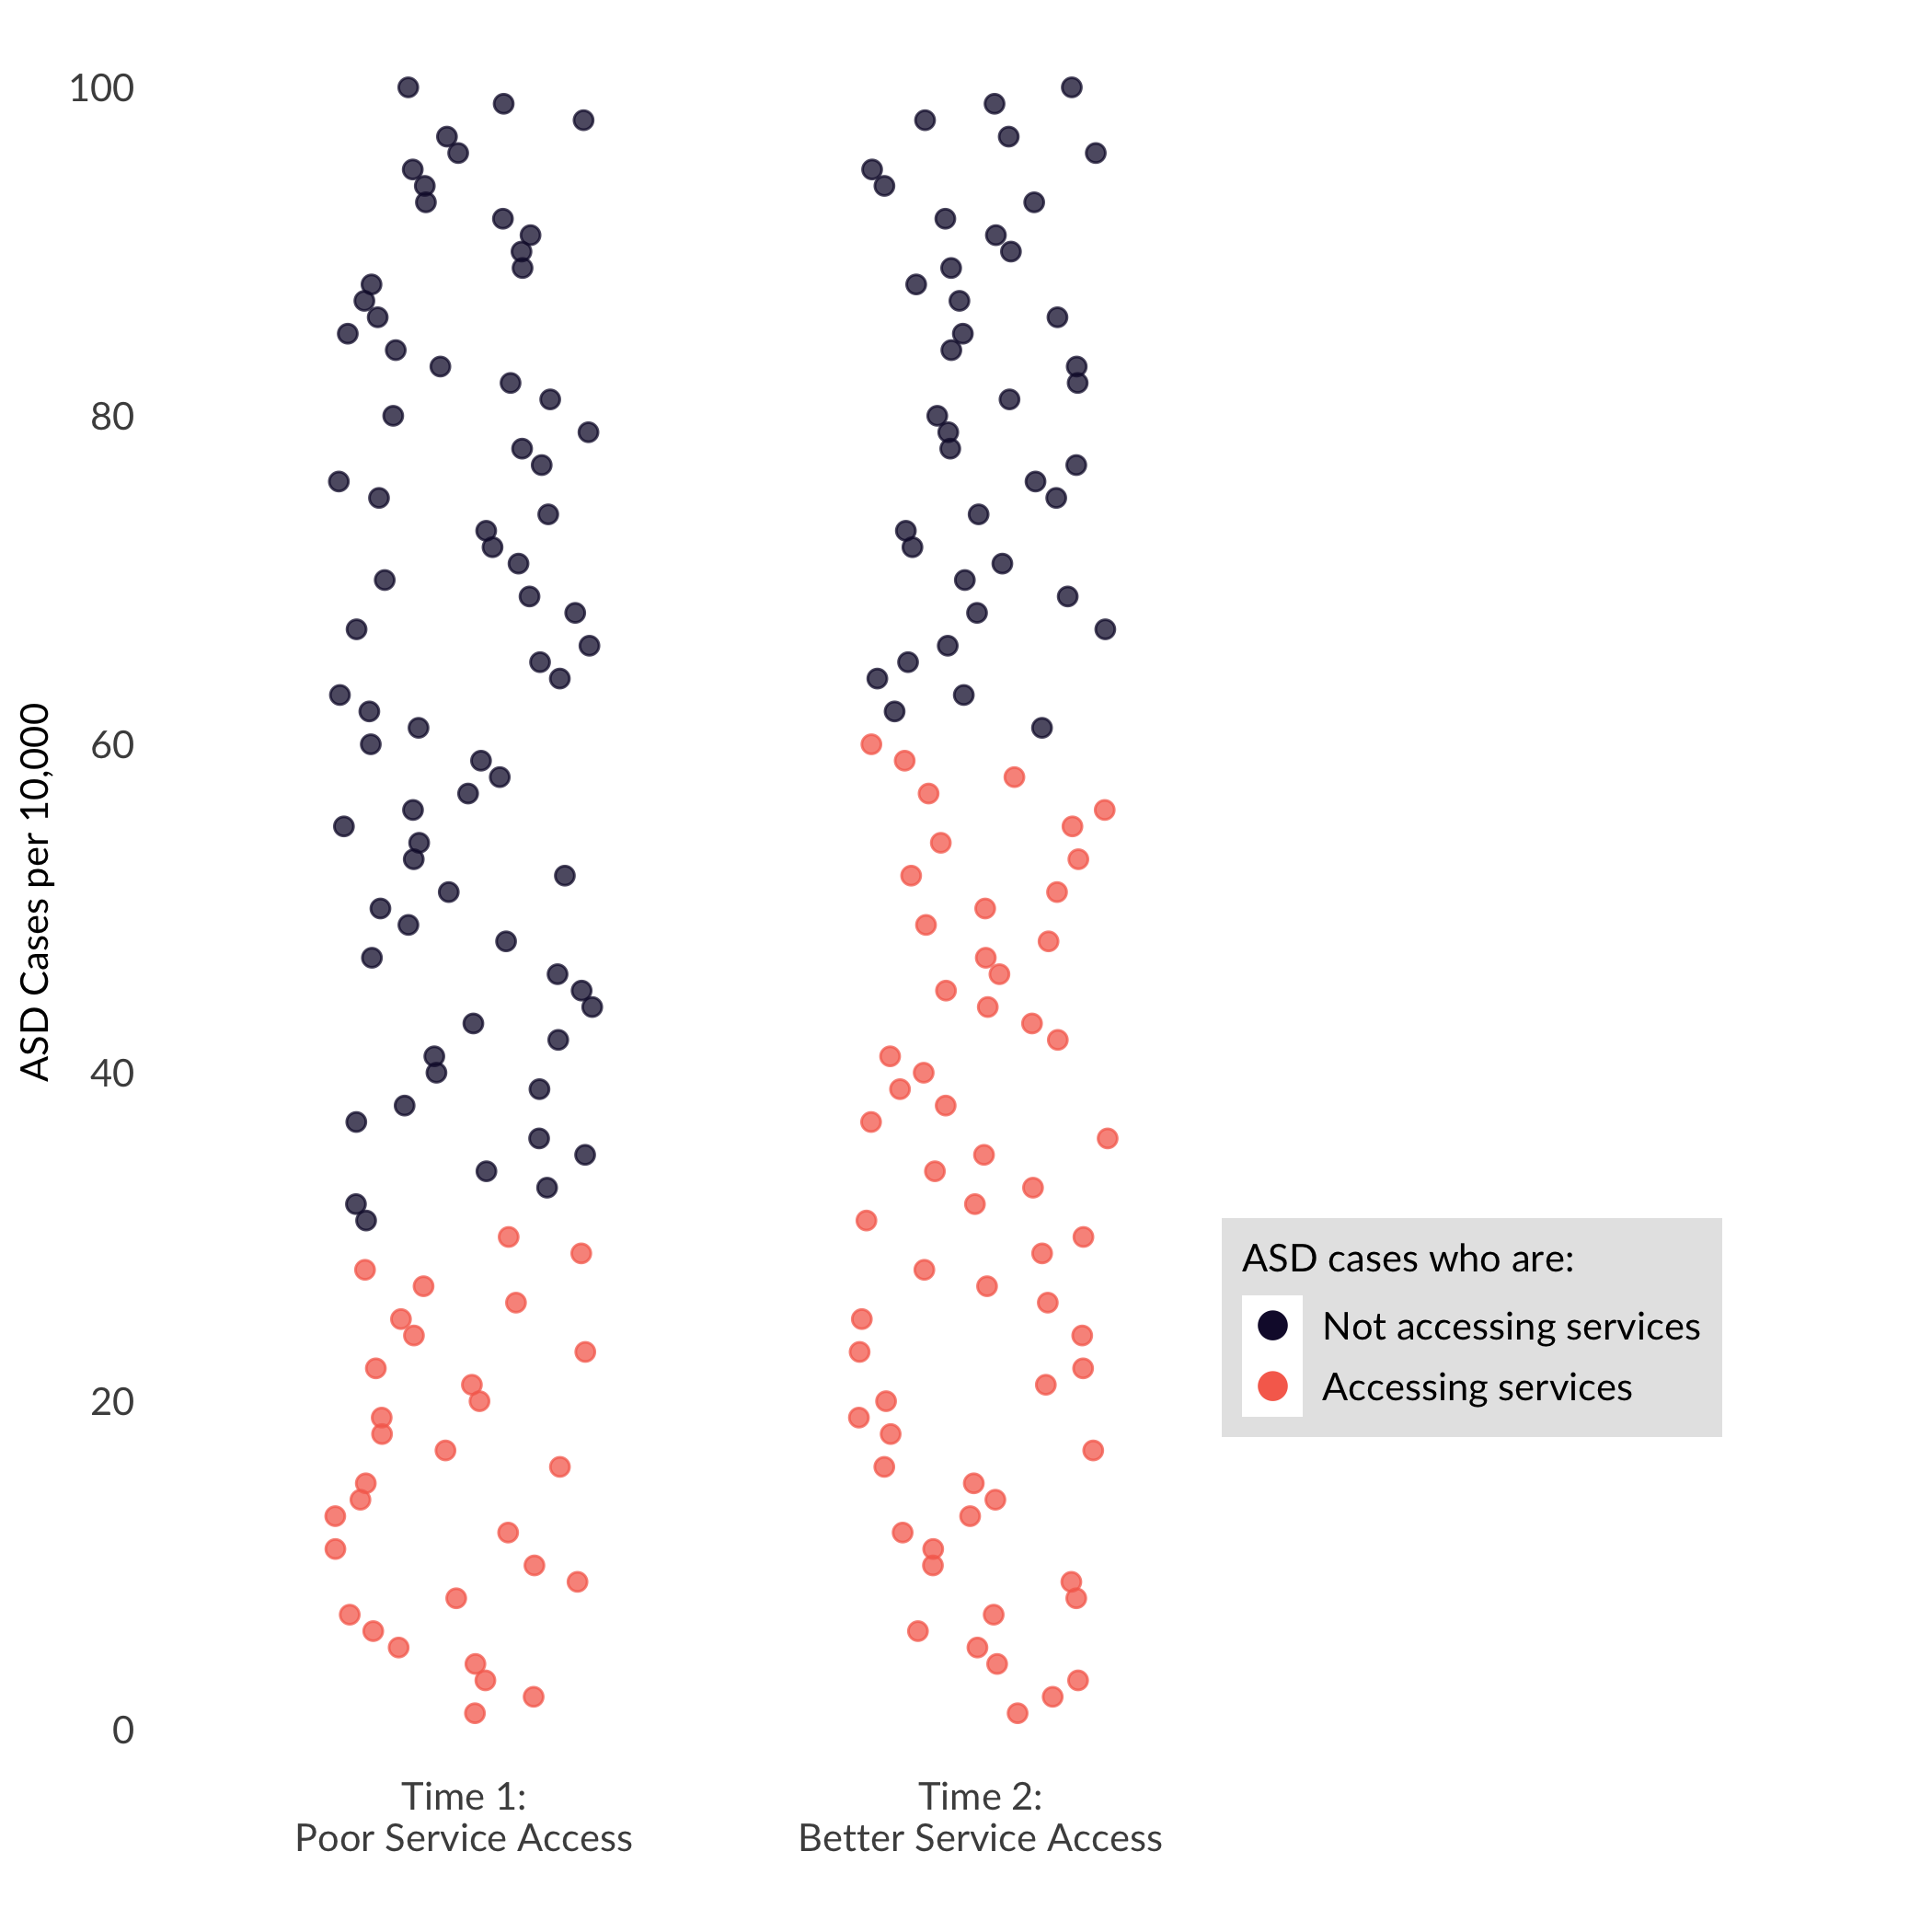 100
80
60
40
20
0
ASD Cases per 10,000
Time 1:
Poor Service Access
Time 2:
Better Service Access
ASD cases who are:
Not accessing services
Accessing services